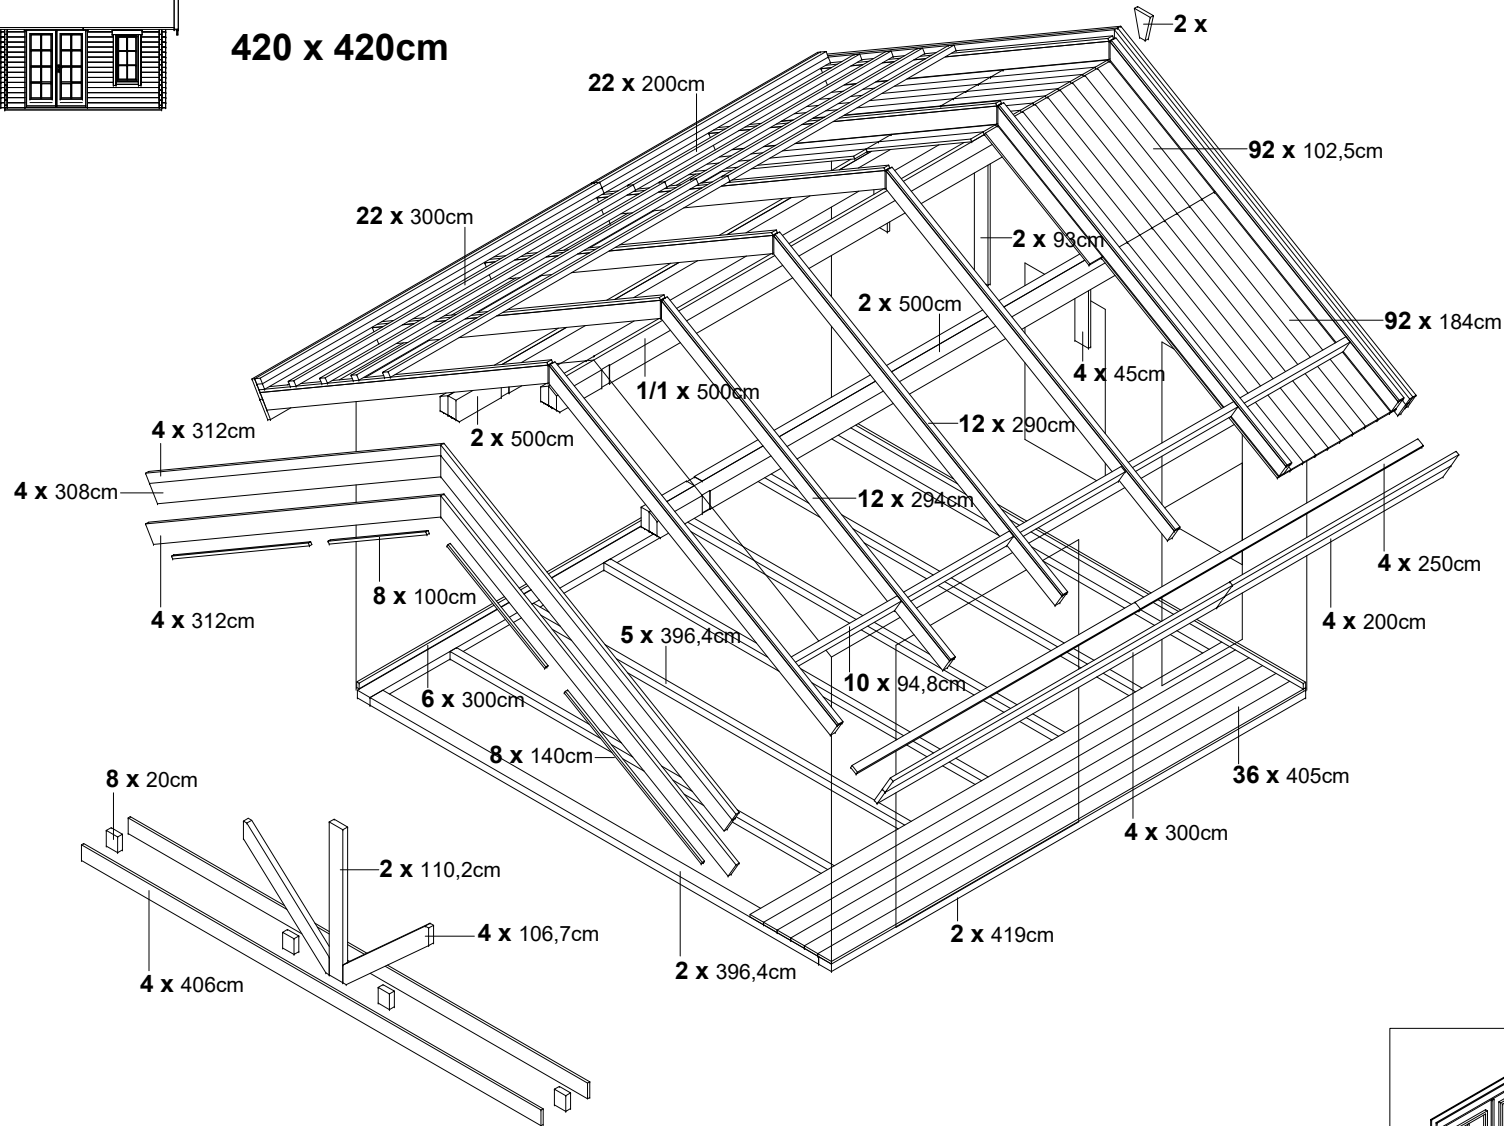 420 x 420cm
2 x
22 x 200cm
92 x 102,5cm
22 x 300cm
2 x 93cm
2 x 500cm
92 x 184cm
4 x 45cm
1/1 x 500cm
12 x 290cm
4 x 312cm
2 x 500cm
4 x 308cm
12 x 294cm
4 x 250cm
8 x 100cm
4 x 312cm
4 x 200cm
5 x 396,4cm
10 x 94,8cm
6 x 300cm
8 x 140cm
36 x 405cm
8 x 20cm
4 x 300cm
2 x 110,2cm
4 x 106,7cm
2 x 419cm
2 x 396,4cm
4 x 406cm